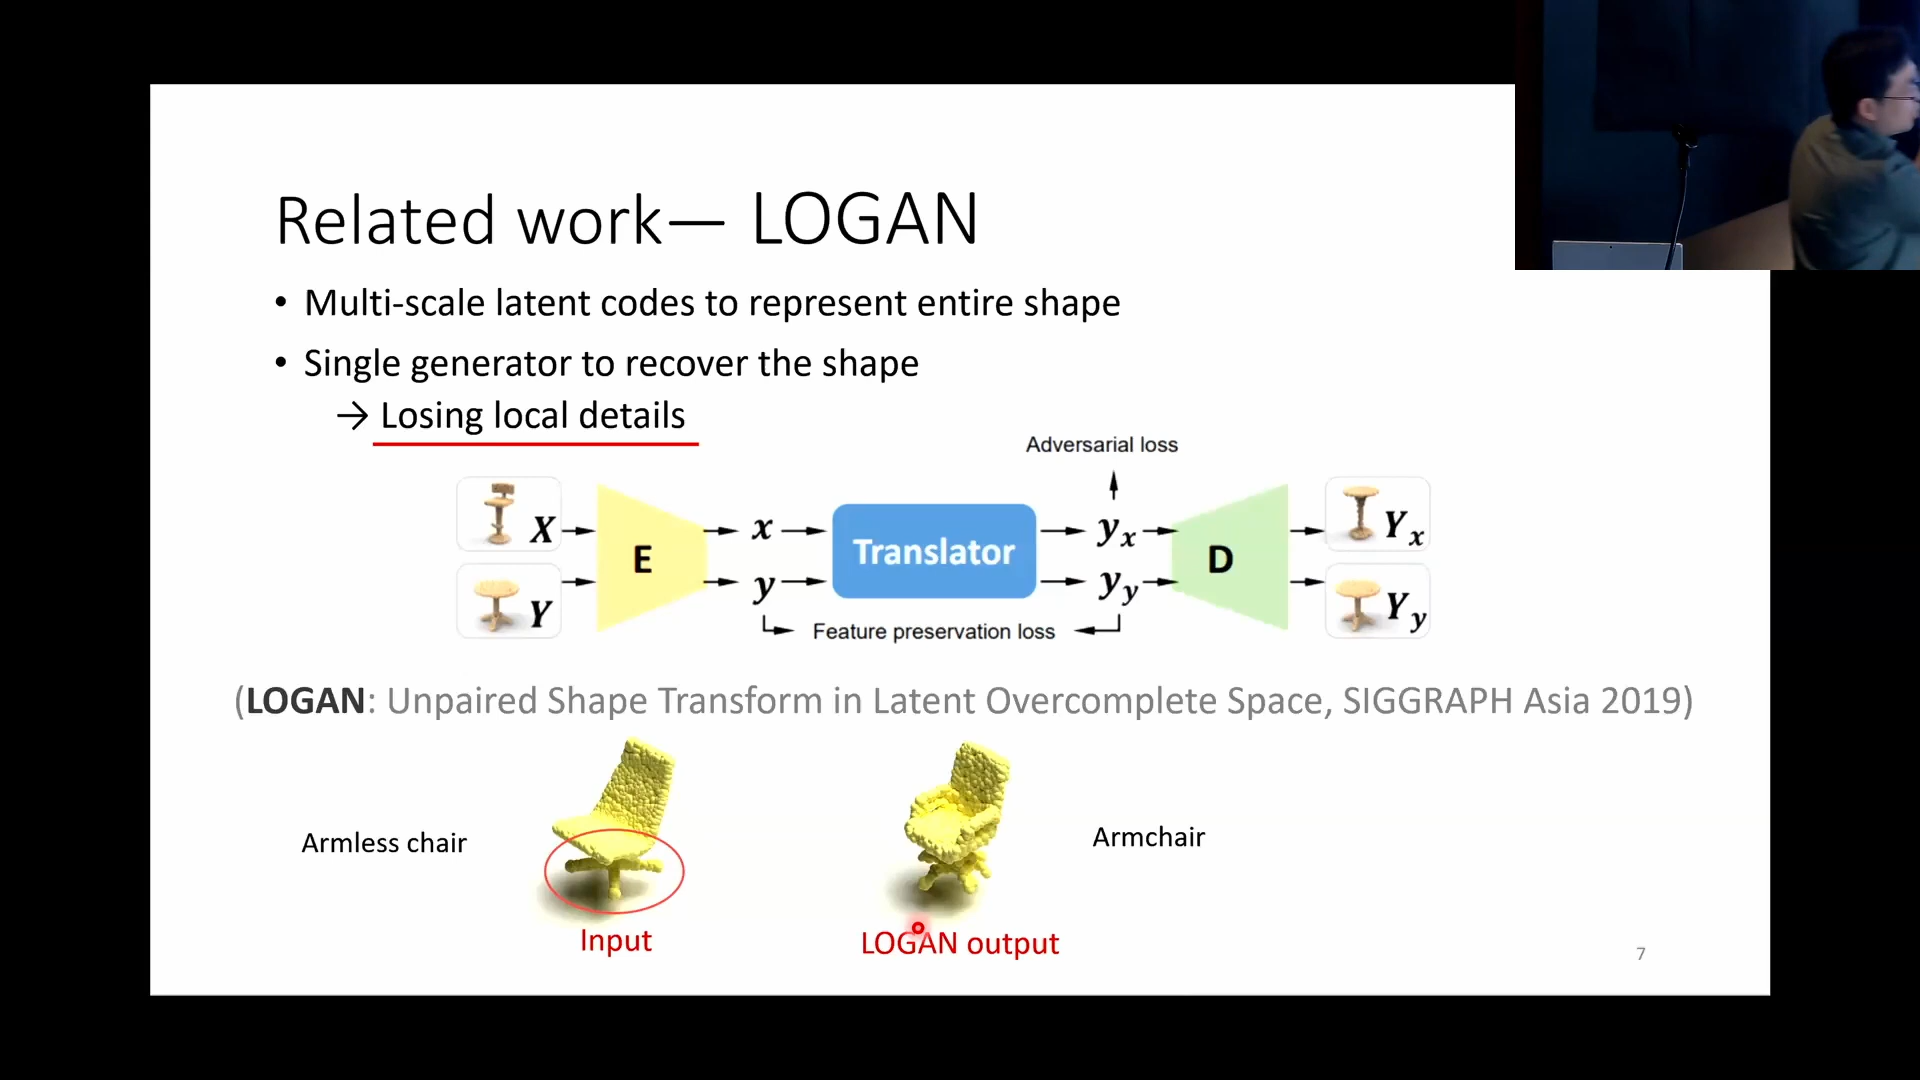 Related work— LOGAN
• Multi-scale latent codes to represent entire shape
• Single generator to recover the shape
→ Losing local details
Adversarial loss
X
E
x
Translator
y_x
D
Y_x
Y
y
y_y
Y_y
Feature preservation loss
(LOGAN: Unpaired Shape Transform in Latent Overcomplete Space, SIGGRAPH Asia 2019)
Armless chair
Armchair
Input
LOGAN output
7